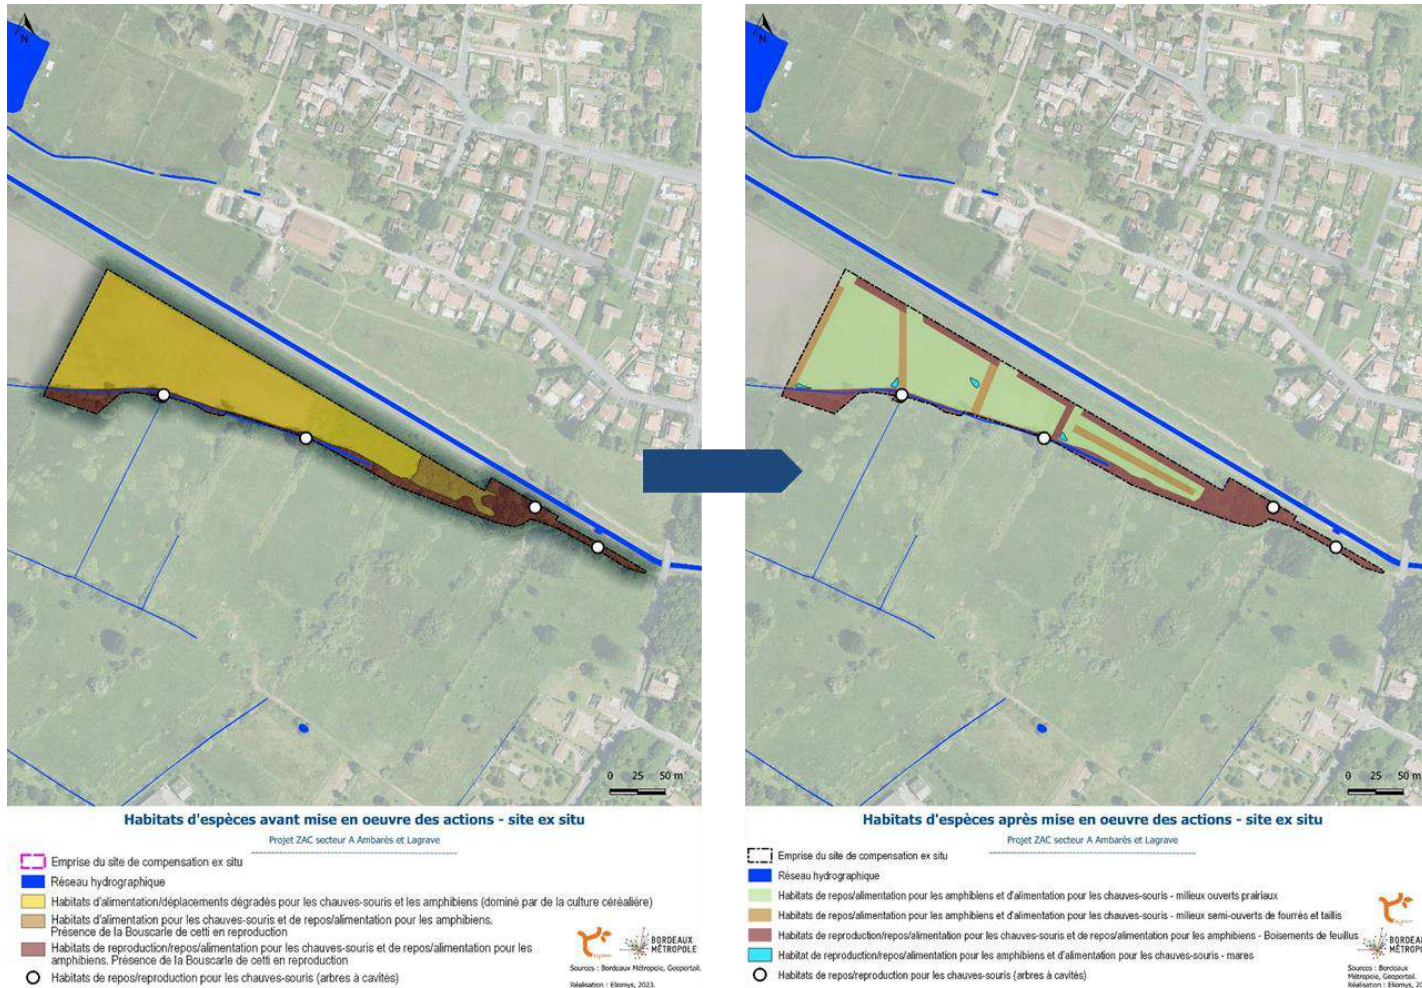 N
0 25 50 m
Habitats d'espèces avant mise en oeuvre des actions - site ex situ
Projet ZAC secteur A Ambarès et Lagrave
Emprise du site de compensation ex situ
Réseau hydrographique
Habitats d'alimentation/déplacements dégradés pour les chauves-souris et les amphibiens (dominé par de la culture céréalière)
Habitats d'alimentation pour les chauves-souris et de repos/alimentation pour les amphibiens.
Présence de la Bouscarle de cetti en reproduction
Habitats de reproduction/repos/alimentation pour les chauves-souris et de repos/alimentation pour les
amphibiens. Présence de la Bouscarle de cetti en reproduction
Habitats de repos/reproduction pour les chauves-souris (arbres à cavités)
BORDEAUX
MÉTROPOLE
Sources : Bordeaux Métropole, Geoportail.
Réalisation : Eliomys, 2023.
N
0 25 50 m
Habitats d'espèces après mise en oeuvre des actions - site ex situ
Projet ZAC secteur A Ambarès et Lagrave
Emprise du site de compensation ex situ
Réseau hydrographique
Habitats de repos/alimentation pour les amphibiens et d'alimentation pour les chauves-souris - milieux ouverts prairiaux
Habitats de repos/alimentation pour les amphibiens et d'alimentation pour les chauves-souris - milieux semi-ouverts de fourrés et taillis
Habitats de reproduction/repos/alimentation pour les chauves-souris et de repos/alimentation pour les amphibiens - Boisements de feuillus
Habitat de reproduction/repos/alimentation pour les amphibiens et d'alimentation pour les chauves-souris - mares
Habitats de repos/reproduction pour les chauves-souris (arbres à cavités)
BORDEAUX
MÉTROPOL
Sources : Bordeaux
Métropole, Geoportail.
Réalisation : Eliomys, 20